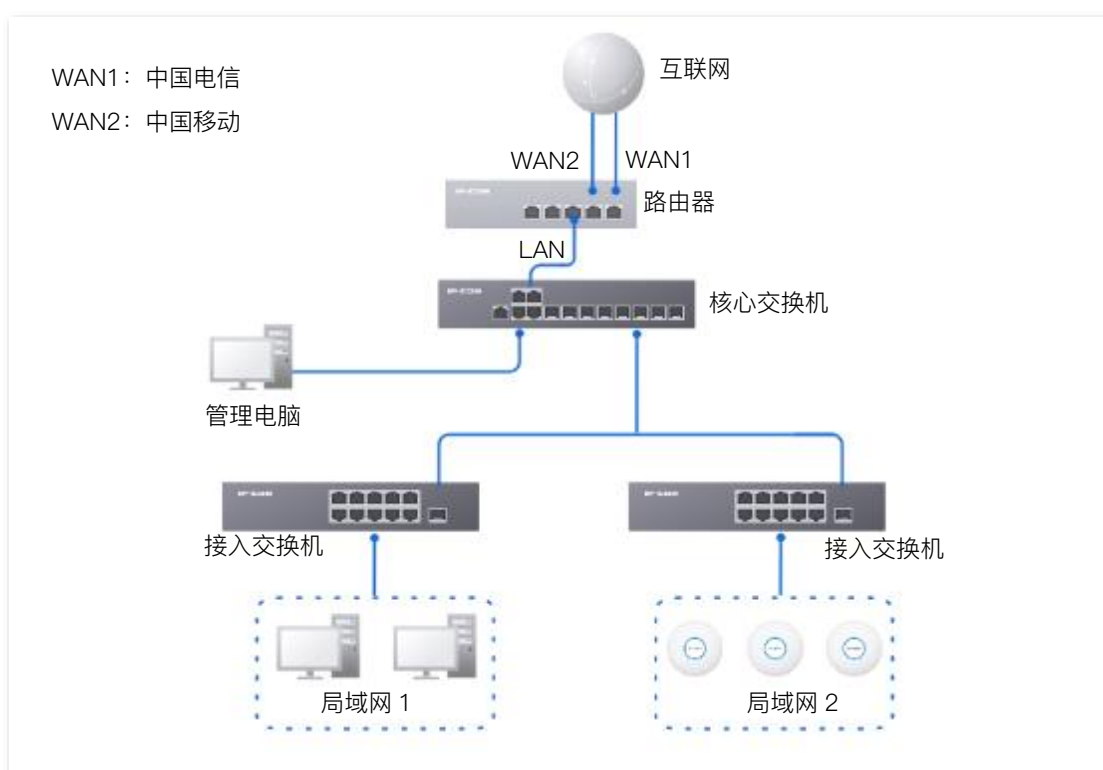 WAN1：中国电信
WAN2：中国移动
互联网
WAN2
WAN1
路由器
LAN
核心交换机
管理电脑
接入交换机
接入交换机
局域网 1
局域网 2